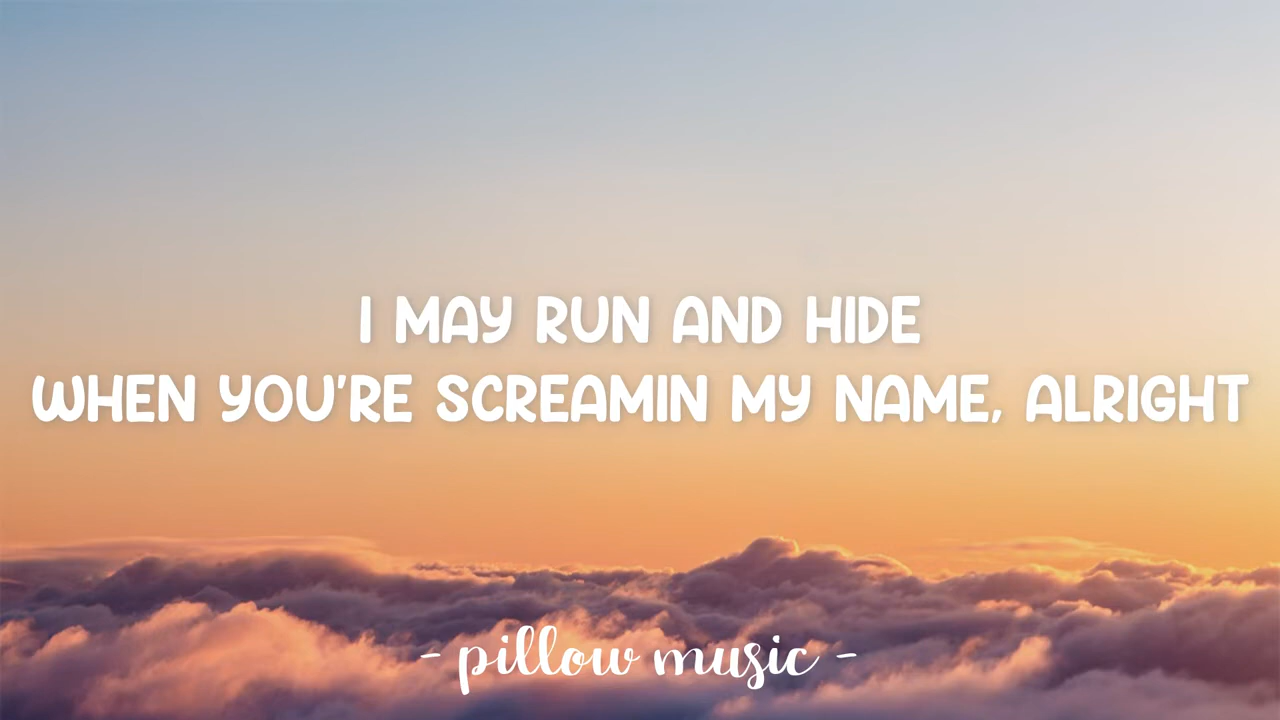 I MAY RUN AND HIDE
WHEN YOU'RE SCREAMIN MY NAME, ALRIGHT
- pillow music -